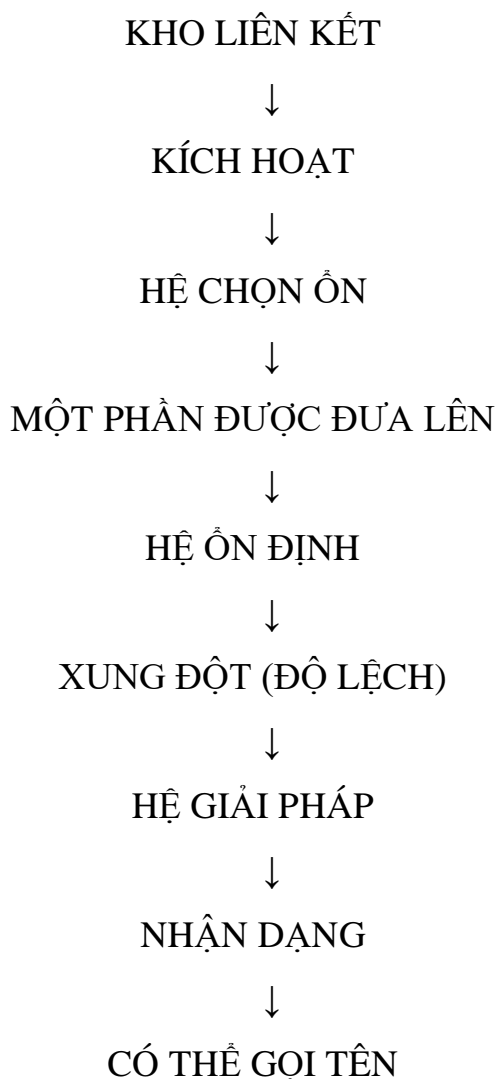 KHO LIÊN KẾT
↓
KÍCH HOẠT
↓
HỆ CHỌN ỔN
↓
MỘT PHẦN ĐƯỢC ĐƯA LÊN
↓
HỆ ỔN ĐỊNH
↓
XUNG ĐỘT (ĐỘ LỆCH)
↓
HỆ GIẢI PHÁP
↓
NHẬN DẠNG
↓
CÓ THỂ GỌI TÊN